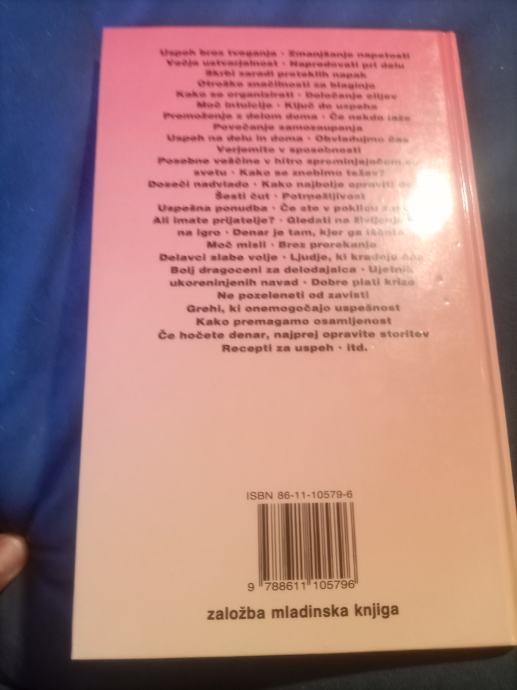 Uspeh brez tveganja · Zmanjšanje napetosti
Večja ustvarjalnost · Napredovati pri delu
Skrbi zaradi preteklih napak
Otroške značilnosti za blaginjo
Kako se organizirati · Določanje ciljev
Moč intuicije · Ključ do uspeha
Premoženje z delom doma · Če nekdo laže
Povečanje samozaupanja
Uspeh na delu in doma · Obvladujmo čas
Verjemite v sposobnosti
Posebne veščine v hitro spreminjajočem se
svetu · Kako se znebimo težav?
Doseči nadvlado · Kako najbolje opraviti
Šesti čut · Potrpežljivost
Uspešna ponudba · Če ste v poklicu
Ali imate prijatelje? · Gledati na življenje
na igro · Denar je tam, kjer ga iščete
Moč misli · Brez prerekanja
Delavci slabe volje · Ljudje, ki kradejo čas
Bolj dragoceni za delodajalca · Ujetnik
ukoreninjenih navad · Dobre plati krize
Ne pozeleneti od zavisti
Grehi, ki onemogočajo uspešnost
Kako premagamo osamljenost
Če hočete denar, najprej opravite storitev
Recepti za uspeh · itd.
ISBN 86-11-10579-6
9 788611 105796
založba mladinska knjiga